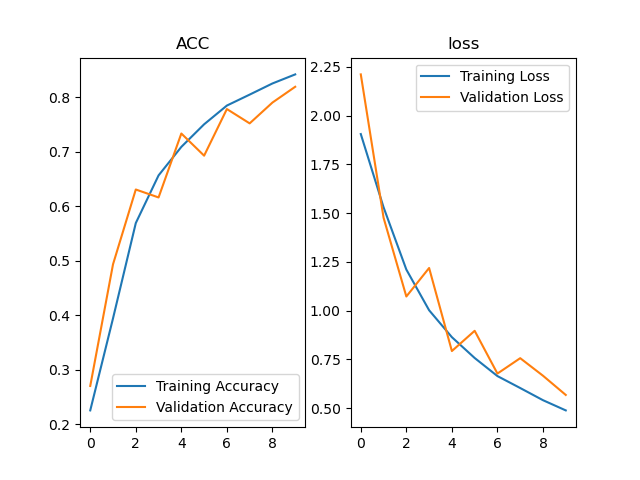 ACC
0.8
0.7
0.6
0.5
0.4
0.3
0.2
0 2 4 6 8
Training Accuracy
Validation Accuracy
loss
2.25
2.00
1.75
1.50
1.25
1.00
0.75
0.50
0 2 4 6 8
Training Loss
Validation Loss